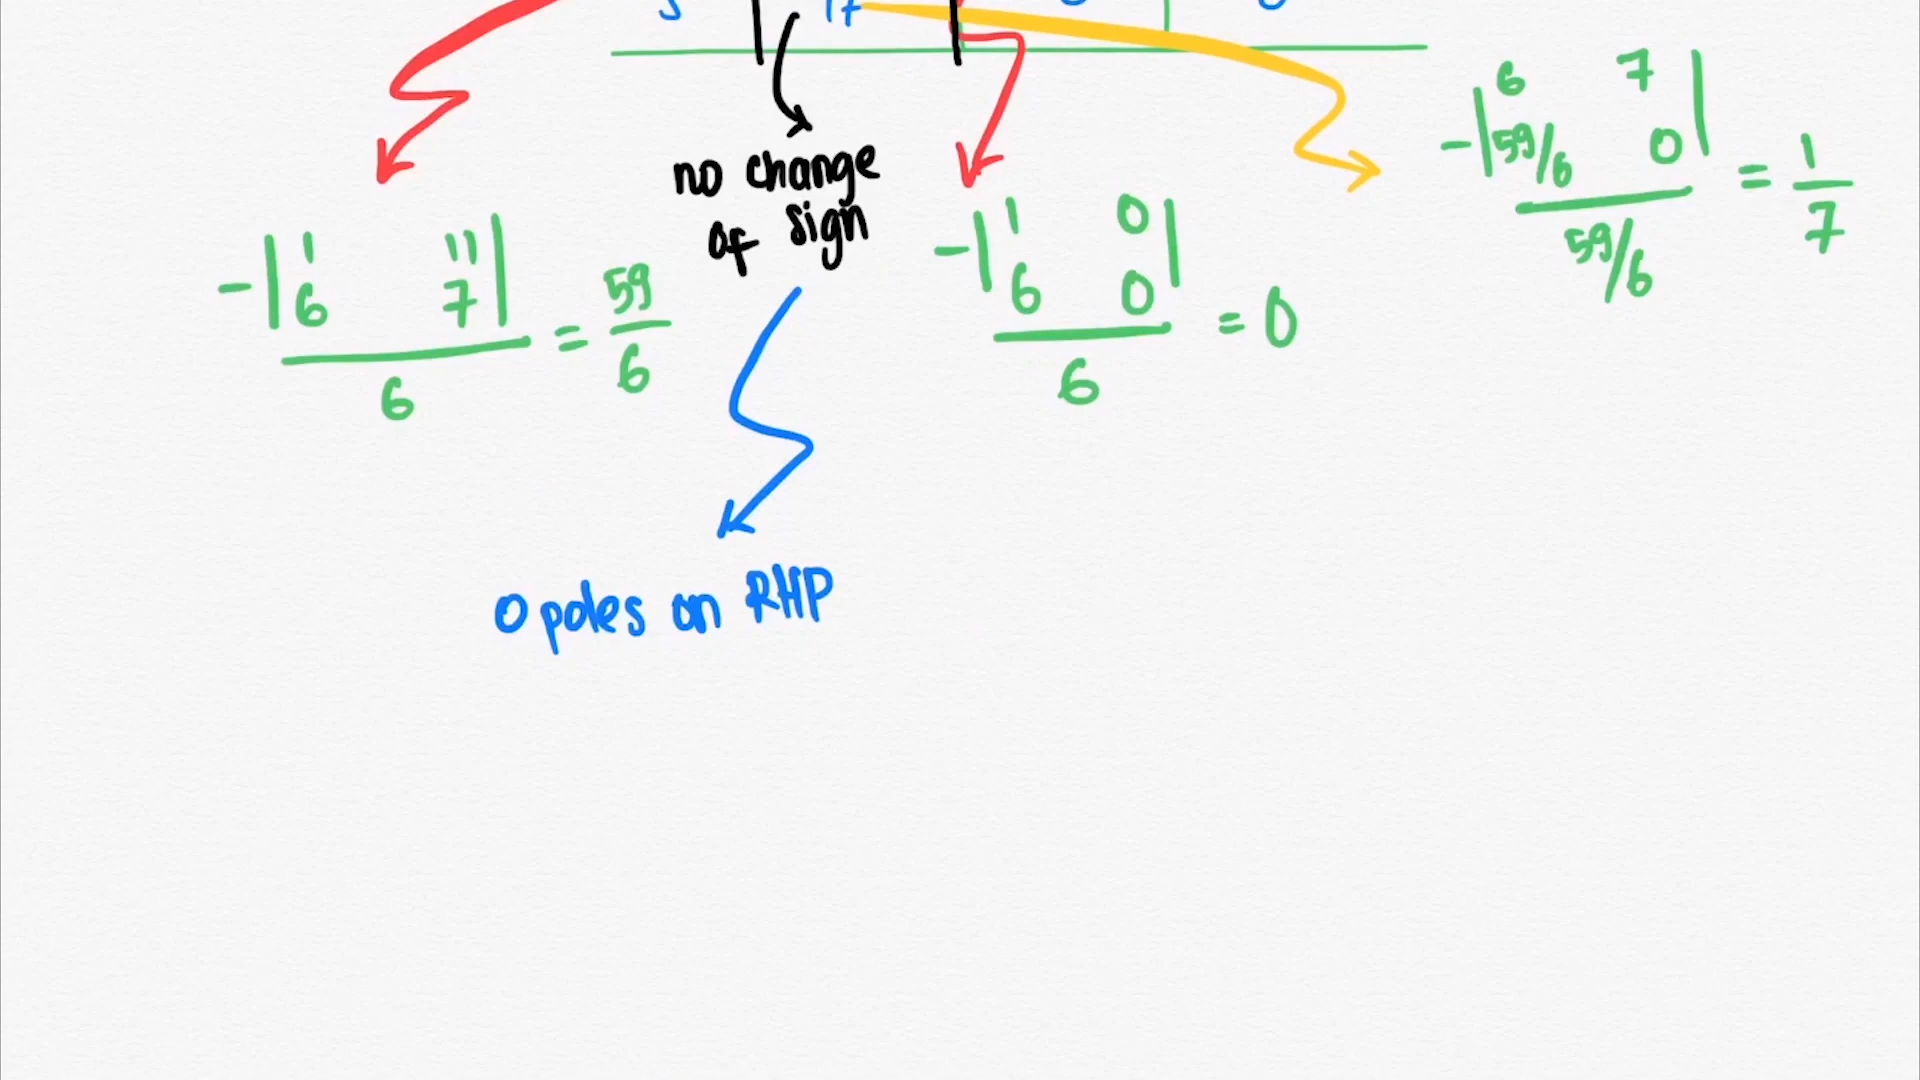 no change
of sign
-| 1 11 |
6 7
6
= 59/6
-| 1 0 |
6 0
6
= 0
-| 6 7 |
59/6 0
59/6
= 1/7
0 poles on RHP